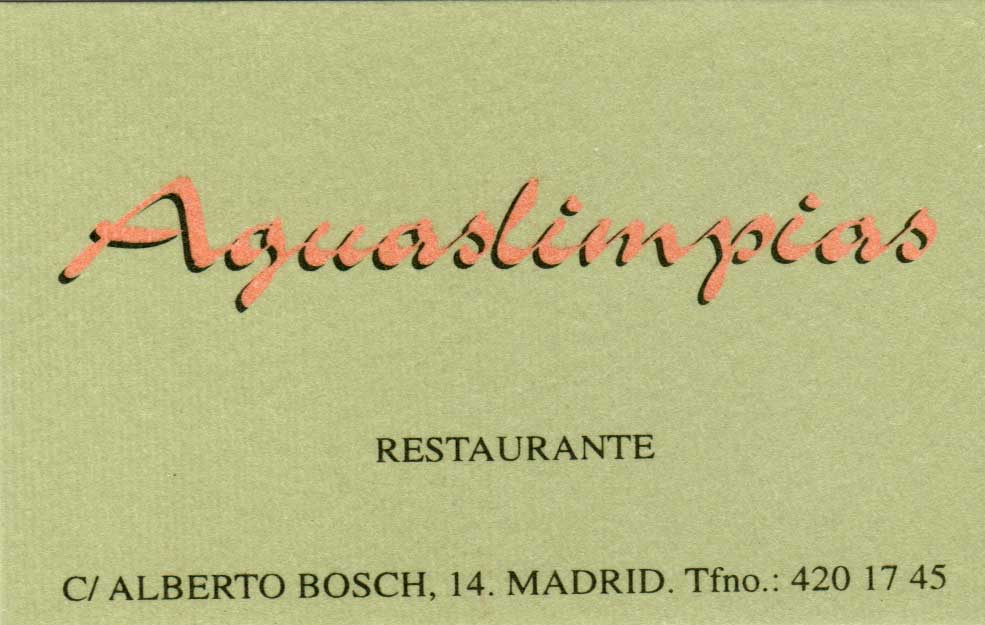 Aguaslimpias
RESTAURANTE
C/ ALBERTO BOSCH, 14. MADRID. Tfno.: 420 17 45